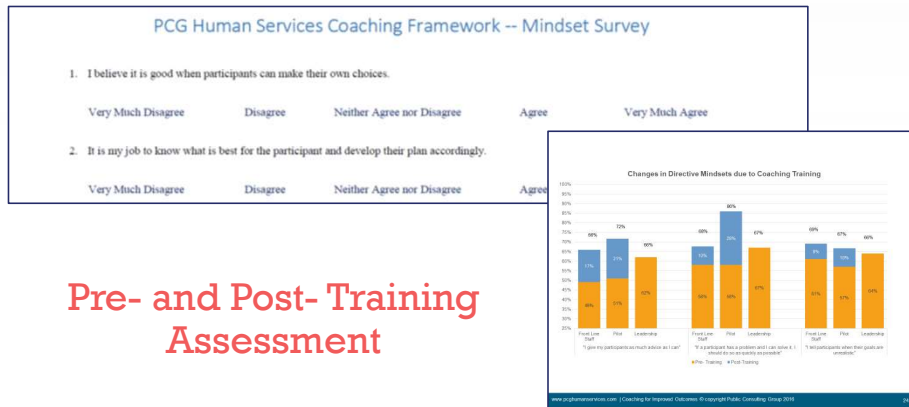 PCG Human Services Coaching Framework -- Mindset Survey
1. I believe it is good when participants can make their own choices.
Very Much Disagree Disagree Neither Agree nor Disagree Agree Very Much Agree
2. It is my job to know what is best for the participant and develop their plan accordingly.
Very Much Disagree Disagree Neither Agree nor Disagree Agree
Pre- and Post- Training
Assessment
Changes in Directive Mindsets due to Coaching Training
100%
95%
90%
85%
80%
75%
70%
65%
60%
55%
50%
45%
40%
35%
30%
25%
66% 72% 66%
17% 21%
49% 51% 62%
68% 86% 67%
10% 28%
58% 58% 67%
69% 67% 66%
8% 10%
61% 57% 64%
Front Line Pilot Leadership Front Line Pilot Leadership Front Line Pilot Leadership
Staff Staff Staff
"I give my participants as much advice as I can" "If a participant has a problem and I can solve it, I "I tell participants when their goals are
should do so as quickly as possible" unrealistic"
Pre- Training Post-Training
www.pcghumanservices.com | Coaching for Improved Outcomes © copyright Public Consulting Group 2016 24